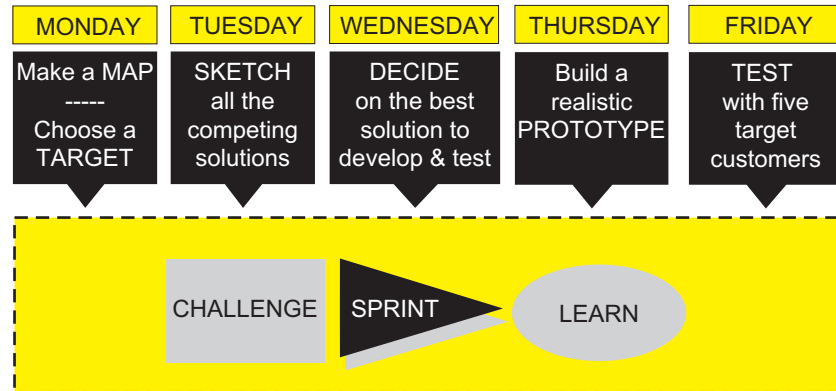 MONDAY
Make a MAP
-----
Choose a
TARGET
TUESDAY
SKETCH
all the
competing
solutions
WEDNESDAY
DECIDE
on the best
solution to
develop & test
THURSDAY
Build a
realistic
PROTOTYPE
FRIDAY
TEST
with five
target
customers
CHALLENGE
SPRINT
LEARN